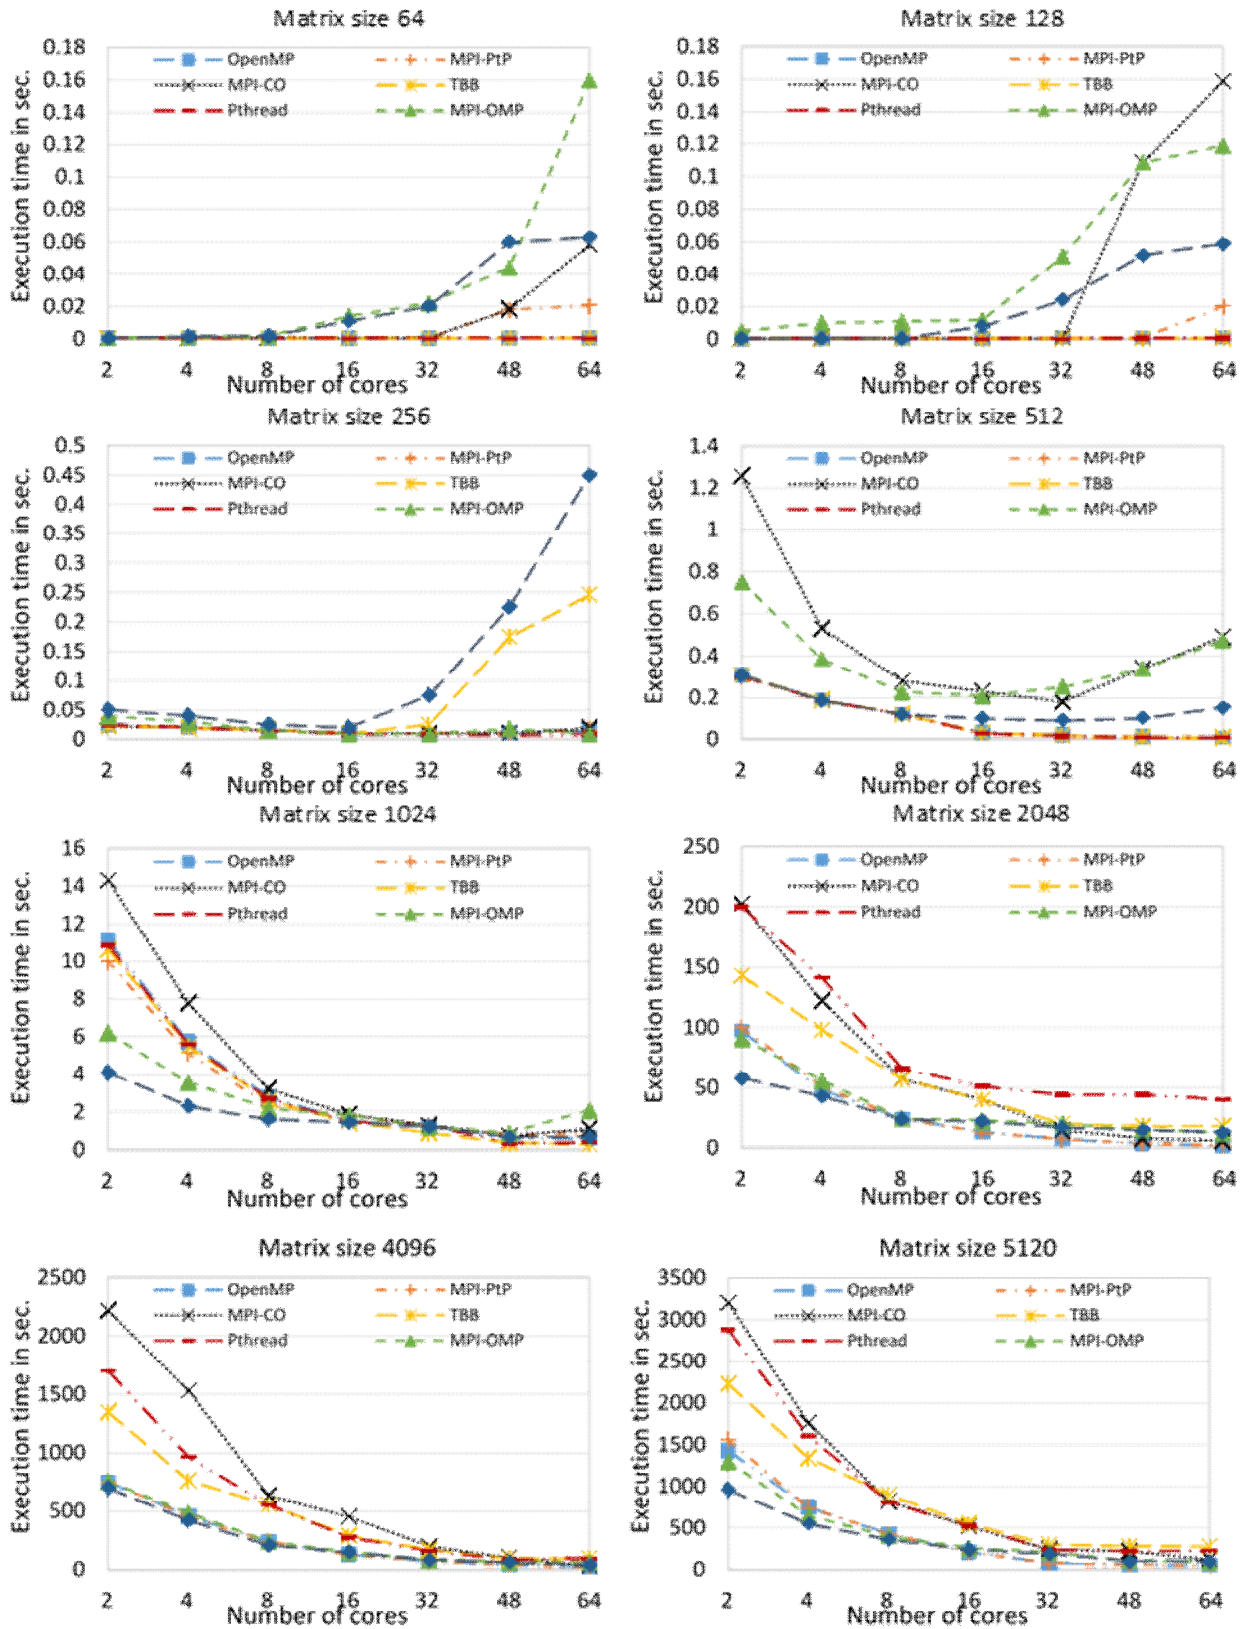 Matrix size 64
Execution time in sec.
0.18
0.16
0.14
0.12
0.1
0.08
0.06
0.04
0.02
0
OpenMP MPI-PtP
MPI-CO TBB
Pthread MPI-OMP
2 4 8 16 32 48 64
Number of cores
Matrix size 128
Execution time in sec.
0.18
0.16
0.14
0.12
0.1
0.08
0.06
0.04
0.02
0
OpenMP MPI-PtP
MPI-CO TBB
Pthread MPI-OMP
2 4 8 16 32 48 64
Number of cores
Matrix size 256
Execution time in sec.
0.5
0.45
0.4
0.35
0.3
0.25
0.2
0.15
0.1
0.05
0
OpenMP MPI-PtP
MPI-CO TBB
Pthread MPI-OMP
2 4 8 16 32 48 64
Number of cores
Matrix size 512
Execution time in sec.
1.4
1.2
1
0.8
0.6
0.4
0.2
0
OpenMP MPI-PtP
MPI-CO TBB
Pthread MPI-OMP
2 4 8 16 32 48 64
Number of cores
Matrix size 1024
Execution time in sec.
16
14
12
10
8
6
4
2
0
OpenMP MPI-PtP
MPI-CO TBB
Pthread MPI-OMP
2 4 8 16 32 48 64
Number of cores
Matrix size 2048
Execution time in sec.
250
200
150
100
50
0
OpenMP MPI-PtP
MPI-CO TBB
Pthread MPI-OMP
2 4 8 16 32 48 64
Number of cores
Matrix size 4096
Execution time in sec.
2500
2000
1500
1000
500
0
OpenMP MPI-PtP
MPI-CO TBB
Pthread MPI-OMP
2 4 8 16 32 48 64
Number of cores
Matrix size 5120
Execution time in sec.
3500
3000
2500
2000
1500
1000
500
0
OpenMP MPI-PtP
MPI-CO TBB
Pthread MPI-OMP
2 4 8 16 32 48 64
Number of cores